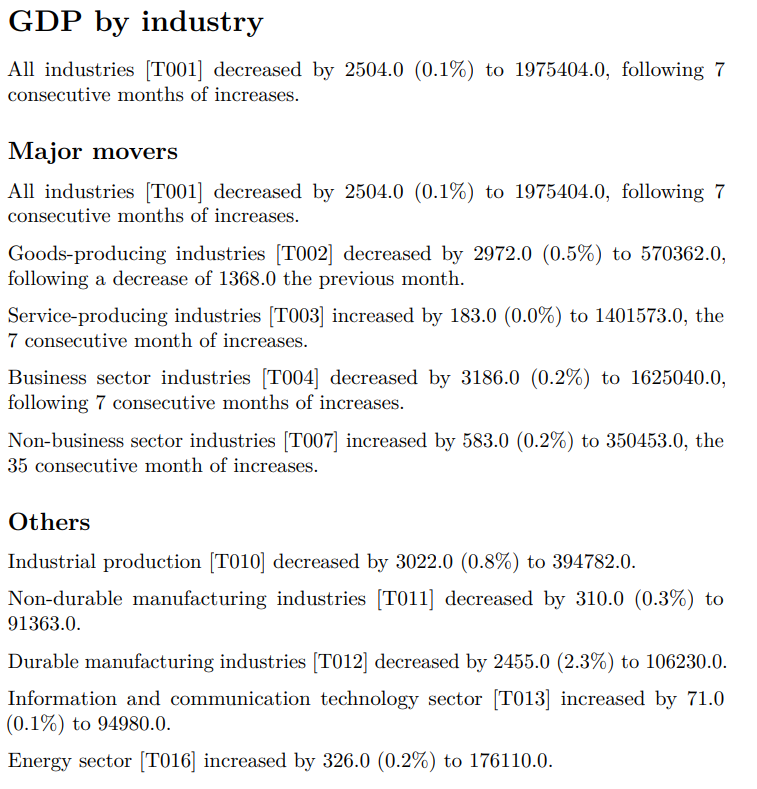 GDP by industry
All industries [T001] decreased by 2504.0 (0.1%) to 1975404.0, following 7
consecutive months of increases.
Major movers
All industries [T001] decreased by 2504.0 (0.1%) to 1975404.0, following 7
consecutive months of increases.
Goods-producing industries [T002] decreased by 2972.0 (0.5%) to 570362.0,
following a decrease of 1368.0 the previous month.
Service-producing industries [T003] increased by 183.0 (0.0%) to 1401573.0, the
7 consecutive month of increases.
Business sector industries [T004] decreased by 3186.0 (0.2%) to 1625040.0,
following 7 consecutive months of increases.
Non-business sector industries [T007] increased by 583.0 (0.2%) to 350453.0, the
35 consecutive month of increases.
Others
Industrial production [T010] decreased by 3022.0 (0.8%) to 394782.0.
Non-durable manufacturing industries [T011] decreased by 310.0 (0.3%) to
91363.0.
Durable manufacturing industries [T012] decreased by 2455.0 (2.3%) to 106230.0.
Information and communication technology sector [T013] increased by 71.0
(0.1%) to 94980.0.
Energy sector [T016] increased by 326.0 (0.2%) to 176110.0.